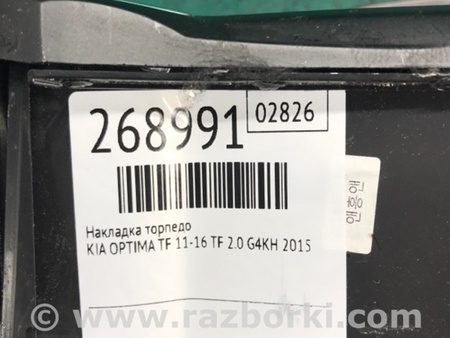 268991
02826
Накладка торпедо
KIA OPTIMA TF 11-16 TF 2.0 G4KH 2015
© www.razborki.com